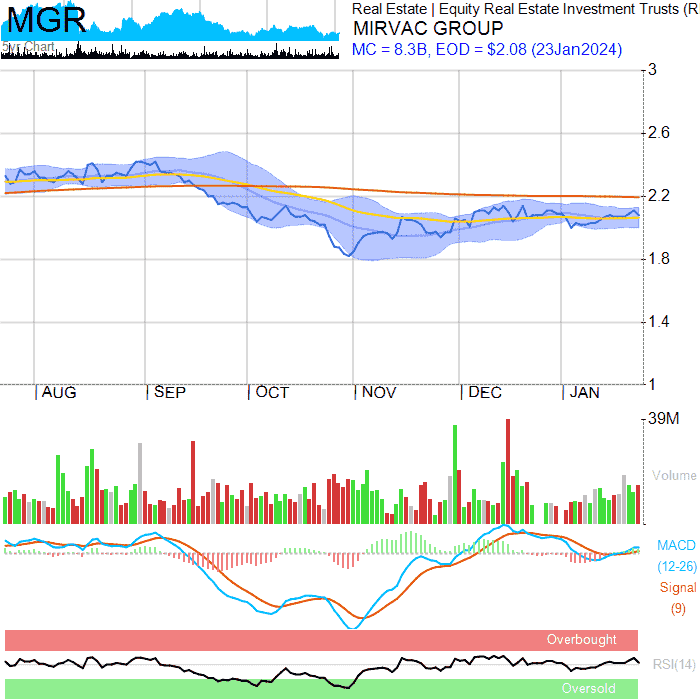 MGR
5yr Chart
Real Estate | Equity Real Estate Investment Trusts (R
MIRVAC GROUP
MC = 8.3B, EOD = $2.08 (23Jan2024)
3
2.6
2.2
1.8
1.4
1
| AUG | SEP | OCT | NOV | DEC | JAN
39M
Volume
MACD
(12-26)
Signal
(9)
Overbought
RSI(14)
Oversold